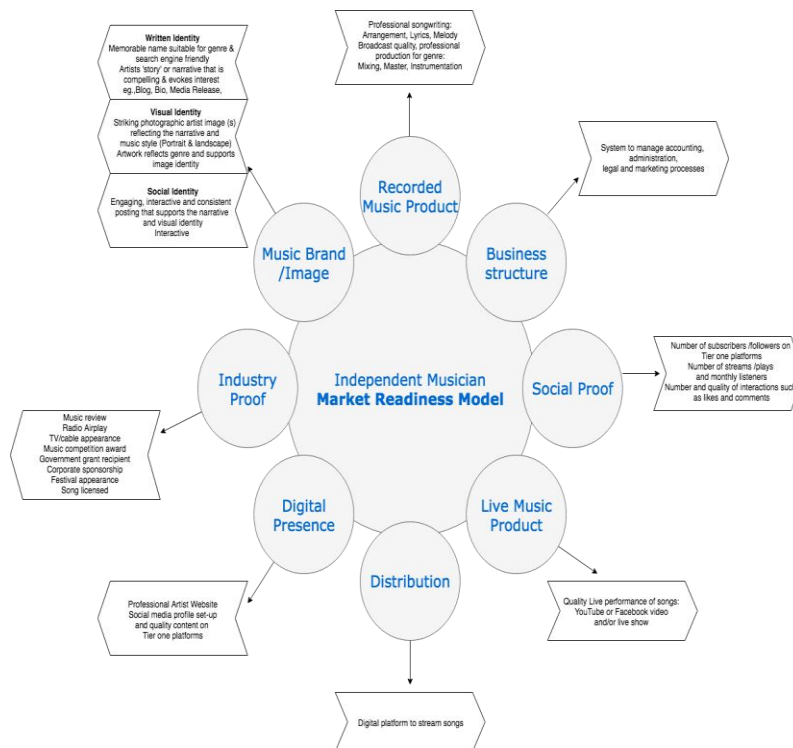 Written Identity
Memorable name suitable for genre &
search engine friendly
Artists 'story' or narrative that is
compelling & evokes interest
eg.,Blog, Bio, Media Release,
Visual Identity
Striking photographic artist image (s)
reflecting the narrative and
music style (Portrait & landscape)
Artwork reflects genre and supports
image identity
Social Identity
Engaging, interactive and consistent
posting that supports the narrative
and visual identity
Interactive
Professional songwriting:
Arrangement, Lyrics, Melody
Broadcast quality, professional
production for genre:
Mixing, Master, Instrumentation
System to manage accounting,
administration,
legal and marketing processes
Recorded
Music Product
Music Brand
/Image
Business
structure
Industry
Proof
Independent Musician
Market Readiness Model
Social Proof
Number of subscribers /followers on
Tier one platforms
Number of streams /plays
and monthly listeners
Number and quality of interactions such
as likes and comments
Music review
Radio Airplay
TV/cable appearance
Music competition award
Government grant recipient
Corporate sponsorship
Festival appearance
Song licensed
Digital
Presence
Live Music
Product
Distribution
Professional Artist Website
Social media profile set-up
and quality content on
Tier one platforms
Quality Live performance of songs:
YouTube or Facebook video
and/or live show
Digital platform to stream songs